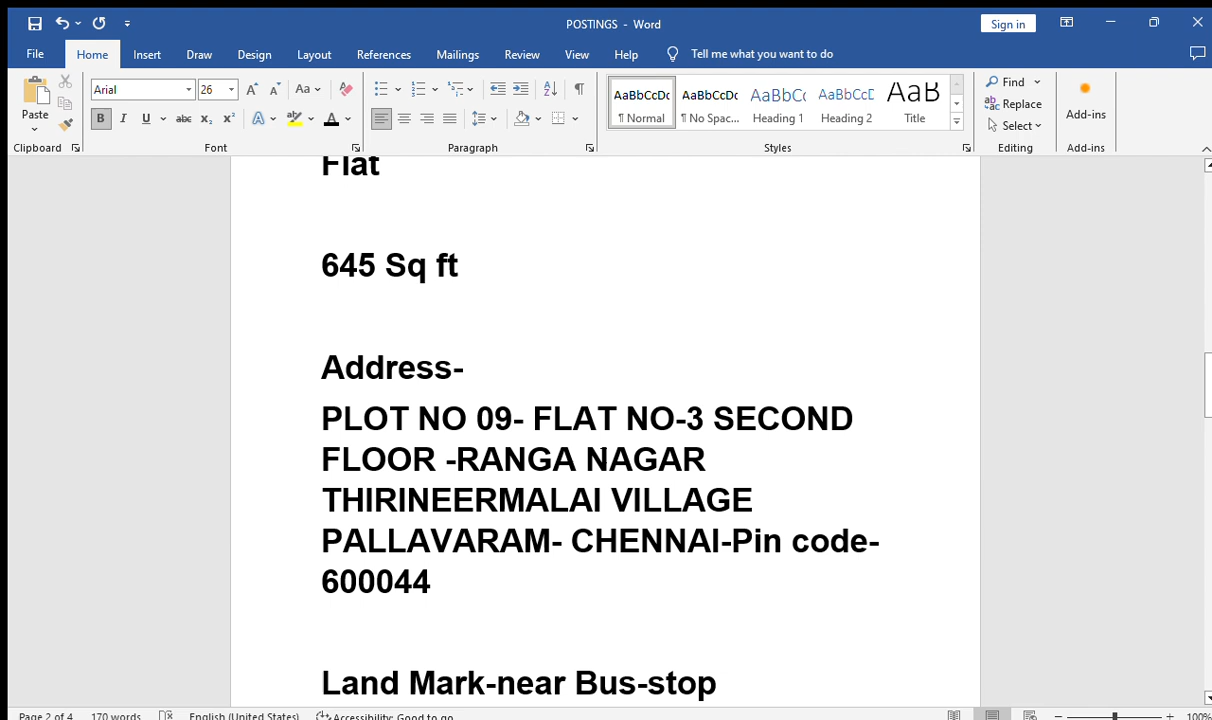 POSTINGS - Word
Sign in
File Home Insert Draw Design Layout References Mailings Review View Help Tell me what you want to do
Paste
Arial 26 Aa
AaBbCcDc AaBbCcDc AaBbCc AaBbCcD AaB
¶ Normal ¶ No Spac... Heading 1 Heading 2 Title
Find
Replace
Select
Add-ins
Clipboard Font Paragraph Styles Editing Add-ins
Flat
645 Sq ft
Address-
PLOT NO 09- FLAT NO-3 SECOND
FLOOR -RANGA NAGAR
THIRINEERMALAI VILLAGE
PALLAVARAM- CHENNAI-Pin code-
600044
Land Mark-near Bus-stop
Page 2 of 4 170 words English (United States) Accessibility: Good to go 100%